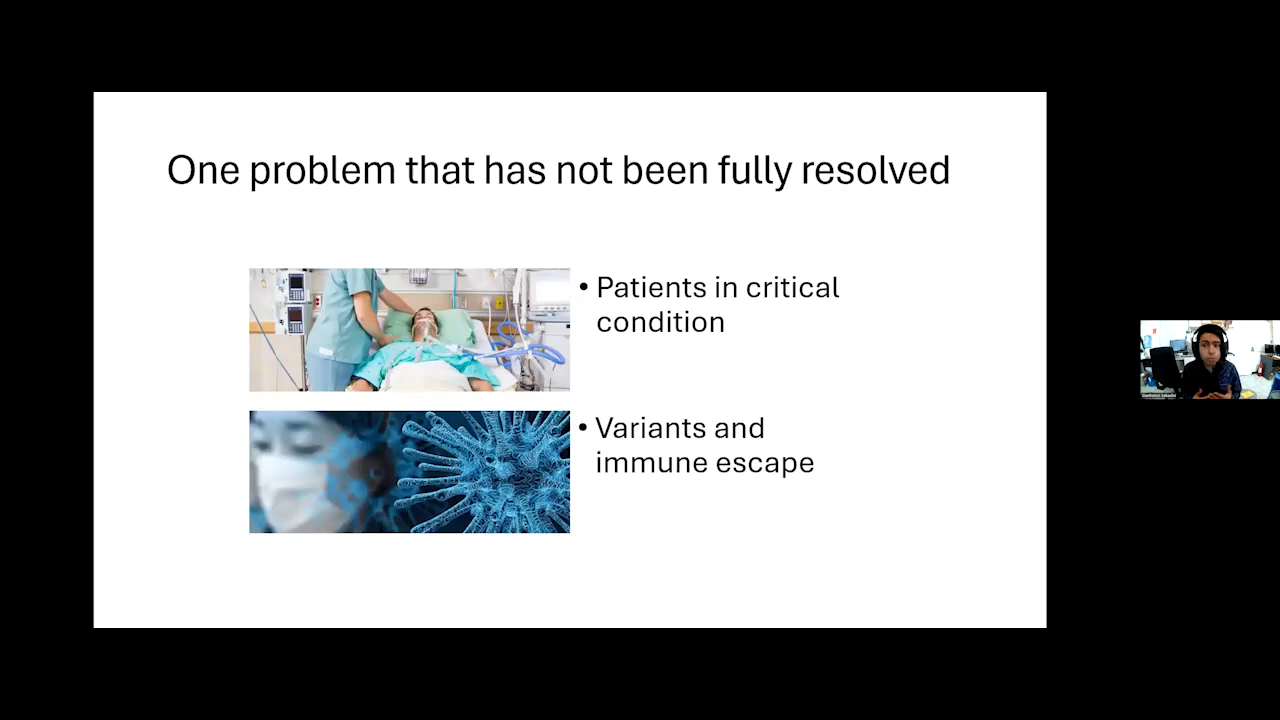 One problem that has not been fully resolved
• Patients in critical
condition
• Variants and
immune escape